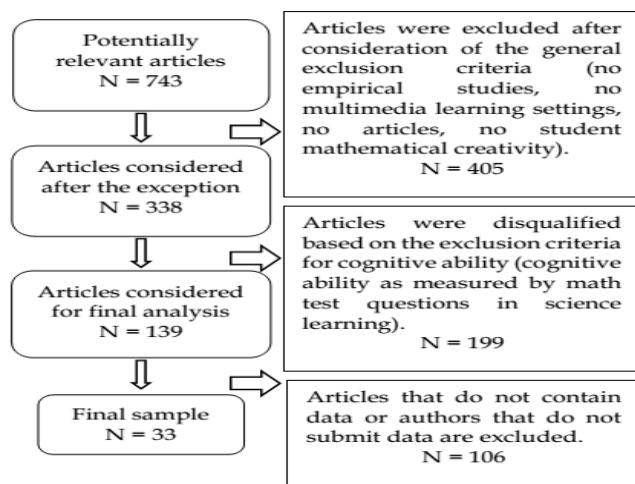 Potentially
relevant articles
N = 743
Articles were excluded after
consideration of the general
exclusion criteria (no
empirical studies, no
multimedia learning settings,
no articles, no student
mathematical creativity).
N = 405
Articles considered
after the exception
N = 338
Articles were disqualified
based on the exclusion criteria
for cognitive ability (cognitive
ability as measured by math
test questions in science
learning).
N = 199
Articles considered
for final analysis
N = 139
Articles that do not contain
data or authors that do not
submit data are excluded.
N = 106
Final sample
N = 33